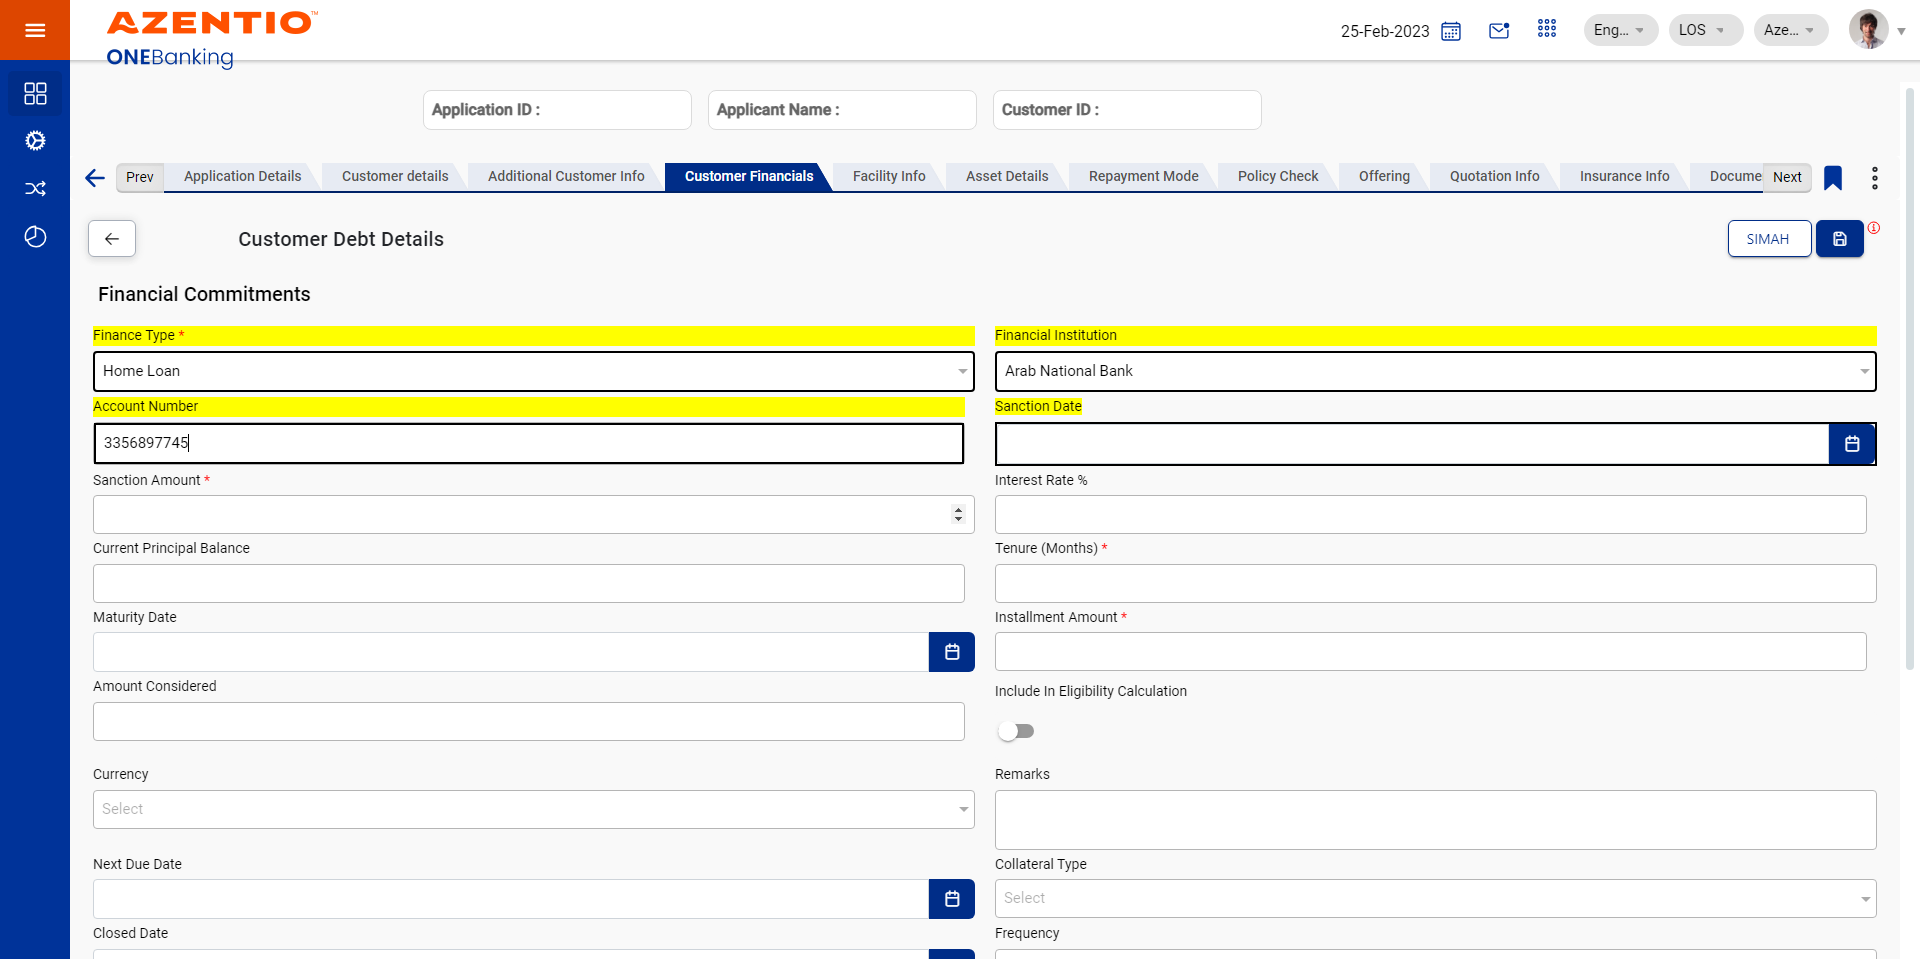 AZENTIO™
ONEBanking
25-Feb-2023
Eng...
LOS
Aze...
Application ID :
Applicant Name :
Customer ID :
Prev
Application Details
Customer details
Additional Customer Info
Customer Financials
Facility Info
Asset Details
Repayment Mode
Policy Check
Offering
Quotation Info
Insurance Info
Docume
Next
Customer Debt Details
SIMAH
Financial Commitments
Finance Type *
Financial Institution
Home Loan
Arab National Bank
Account Number
Sanction Date
3356897745
Sanction Amount *
Interest Rate %
Current Principal Balance
Tenure (Months) *
Maturity Date
Installment Amount *
Amount Considered
Include In Eligibility Calculation
Currency
Remarks
Select
Next Due Date
Collateral Type
Select
Closed Date
Frequency